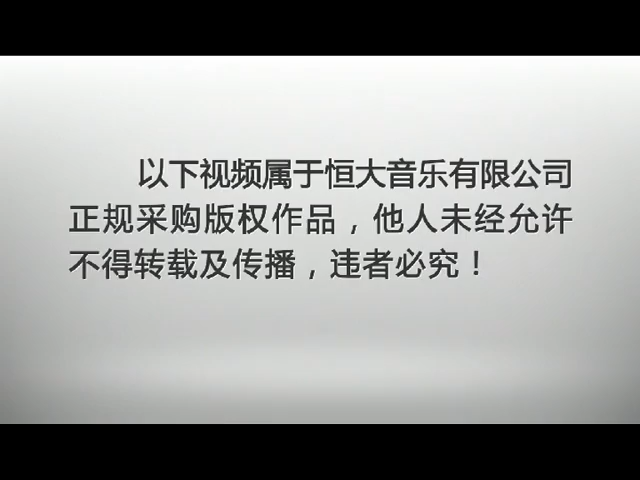 以下视频属于恒大音乐有限公司
正规采购版权作品，他人未经允许
不得转载及传播，违者必究！